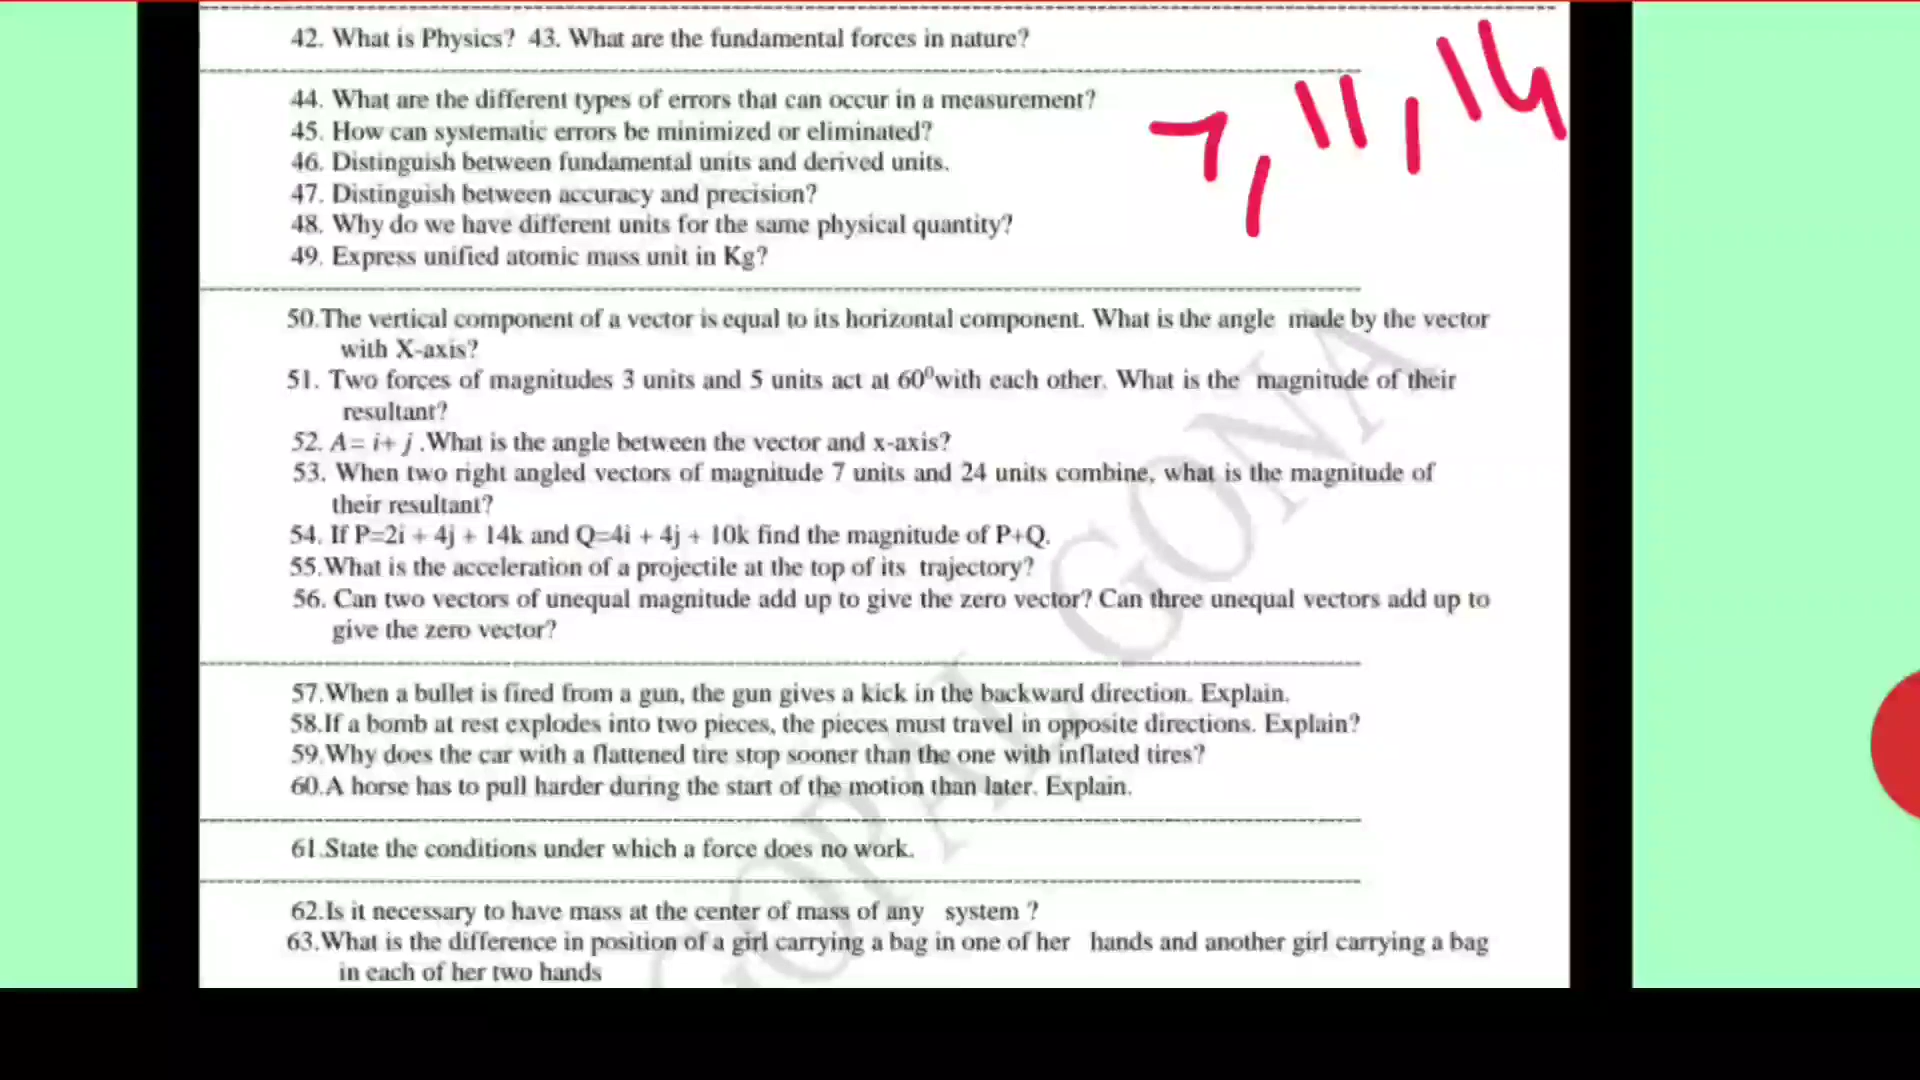 42. What is Physics? 43. What are the fundamental forces in nature?
44. What are the different types of errors that can occur in a measurement?
45. How can systematic errors be minimized or eliminated?
46. Distinguish between fundamental units and derived units.
47. Distinguish between accuracy and precision?
48. Why do we have different units for the same physical quantity?
49. Express unified atomic mass unit in Kg?
7, 11, 14
50.The vertical component of a vector is equal to its horizontal component. What is the angle made by the vector
with X-axis?
51. Two forces of magnitudes 3 units and 5 units act at 60⁰with each other. What is the magnitude of their
resultant?
52. A= i+ j .What is the angle between the vector and x-axis?
53. When two right angled vectors of magnitude 7 units and 24 units combine, what is the magnitude of
their resultant?
54. If P=2i + 4j + 14k and Q=4i + 4j + 10k find the magnitude of P+Q.
55.What is the acceleration of a projectile at the top of its trajectory?
56. Can two vectors of unequal magnitude add up to give the zero vector? Can three unequal vectors add up to
give the zero vector?
57.When a bullet is fired from a gun, the gun gives a kick in the backward direction. Explain.
58.If a bomb at rest explodes into two pieces, the pieces must travel in opposite directions. Explain?
59.Why does the car with a flattened tire stop sooner than the one with inflated tires?
60.A horse has to pull harder during the start of the motion than later. Explain.
61.State the conditions under which a force does no work.
62.Is it necessary to have mass at the center of mass of any system ?
63.What is the difference in position of a girl carrying a bag in one of her hands and another girl carrying a bag
in each of her two hands
GOPAL GONA